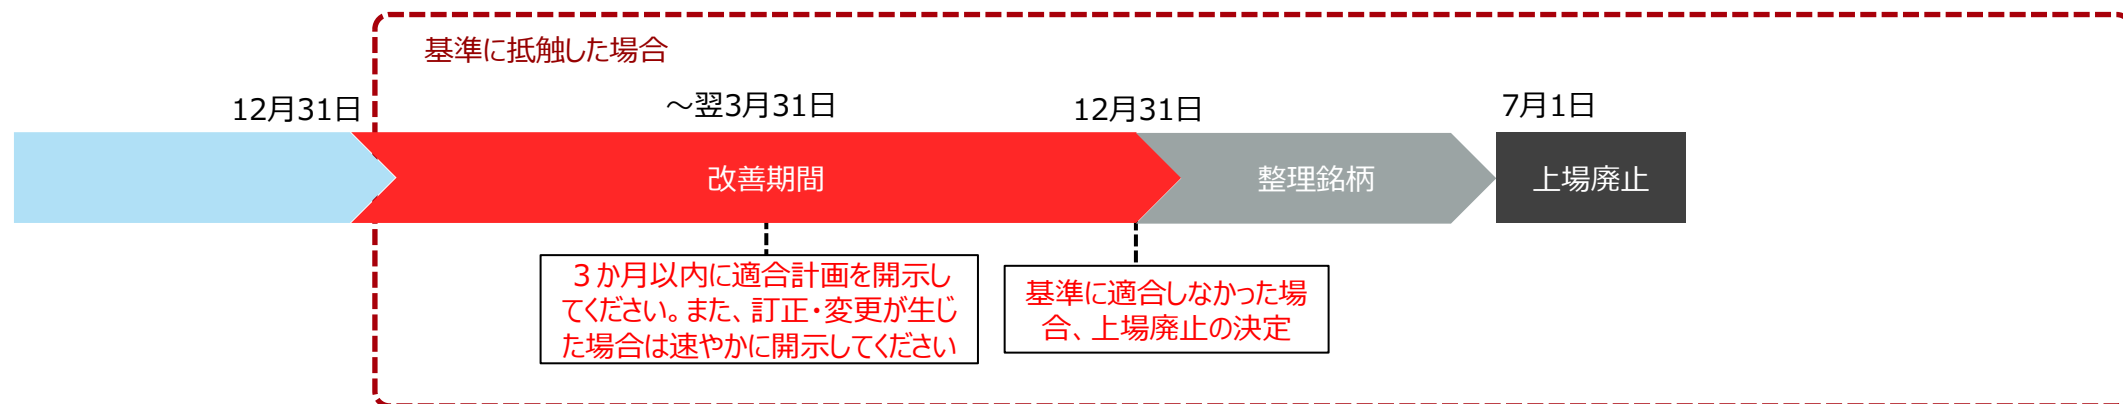 基準に抵触した場合
12月31日
～翌3月31日
12月31日
7月1日
改善期間
整理銘柄
上場廃止
３か月以内に適合計画を開示し
てください。また、訂正・変更が生じ
た場合は速やかに開示してください
基準に適合しなかった場
合、上場廃止の決定